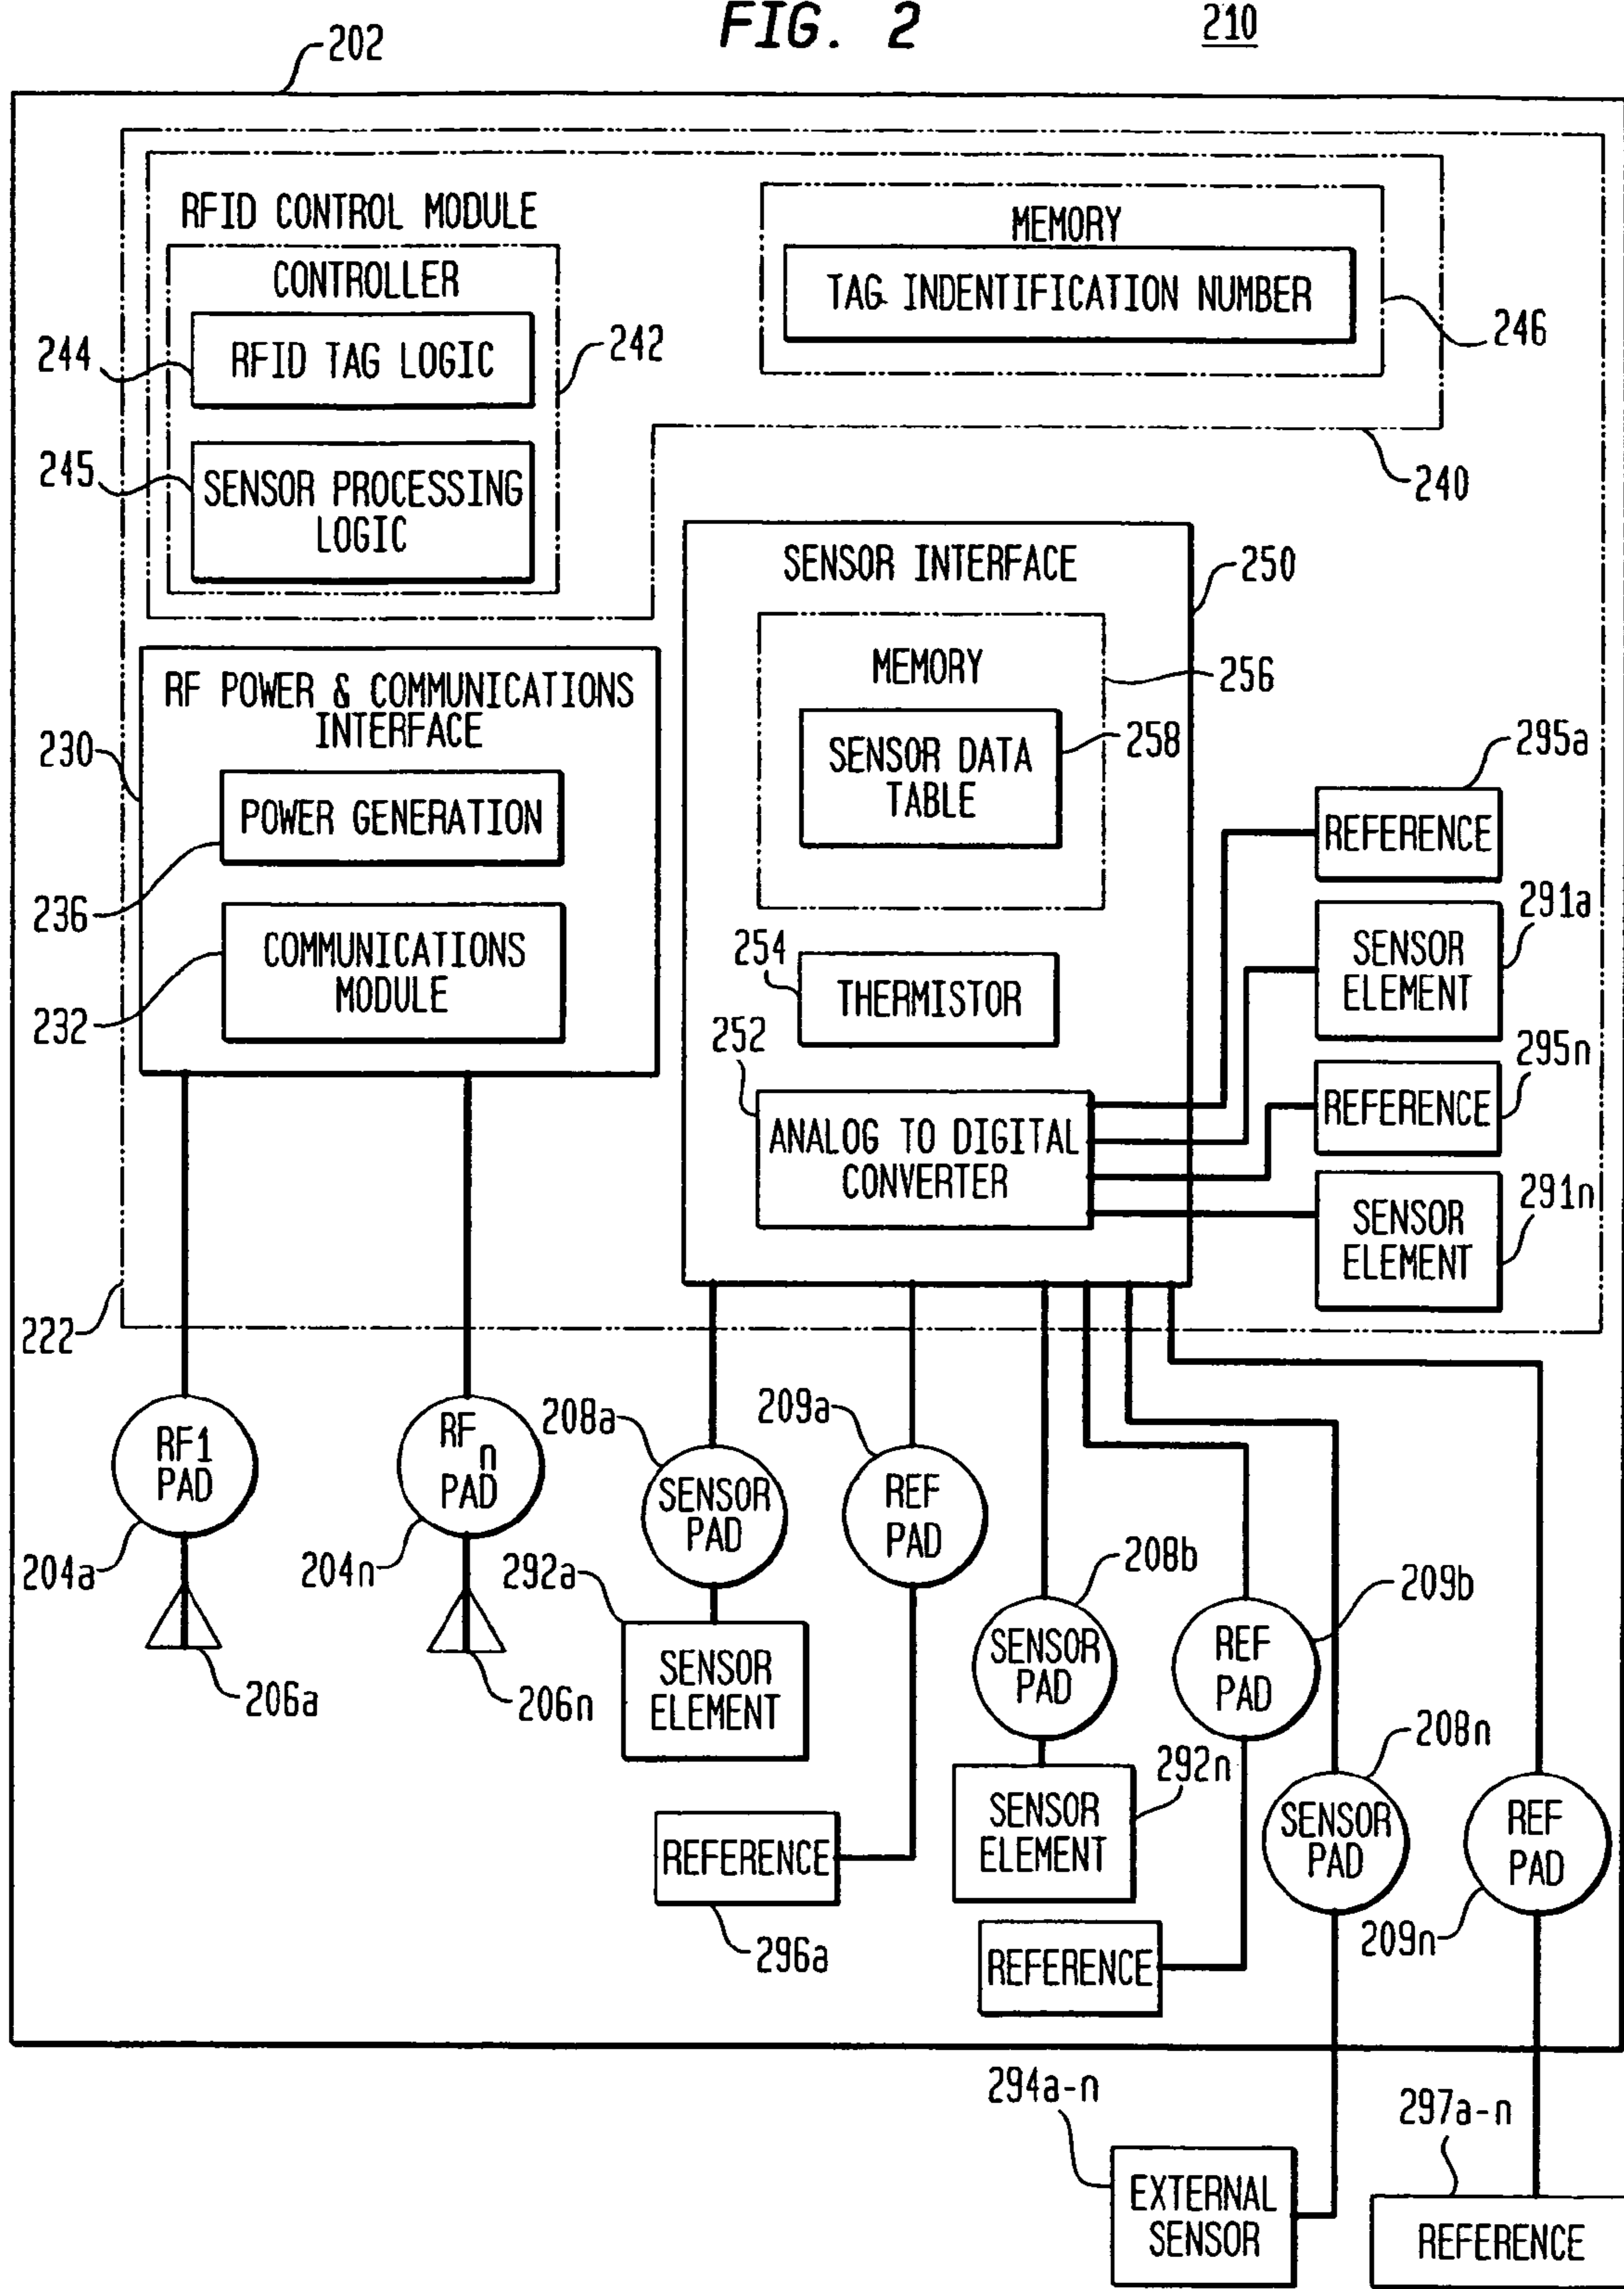 FIG. 2
210
202
RFID CONTROL MODULE
CONTROLLER
RFID TAG LOGIC
SENSOR PROCESSING
LOGIC
244
245
242
MEMORY
TAG INDENTIFICATION NUMBER
246
240
SENSOR INTERFACE
250
MEMORY
256
SENSOR DATA
TABLE
258
254
THERMISTOR
252
ANALOG TO DIGITAL
CONVERTER
RF POWER & COMMUNICATIONS
INTERFACE
230
POWER GENERATION
236
COMMUNICATIONS
MODULE
232
295a
REFERENCE
291a
SENSOR
ELEMENT
295n
REFERENCE
291n
SENSOR
ELEMENT
222
RF1
PAD
204a
206a
RFn
PAD
204n
206n
208a
SENSOR
PAD
292a
SENSOR
ELEMENT
209a
REF
PAD
REFERENCE
296a
208b
SENSOR
PAD
292n
SENSOR
ELEMENT
209b
REF
PAD
REFERENCE
208n
SENSOR
PAD
REF
PAD
209n
294a-n
EXTERNAL
SENSOR
297a-n
REFERENCE